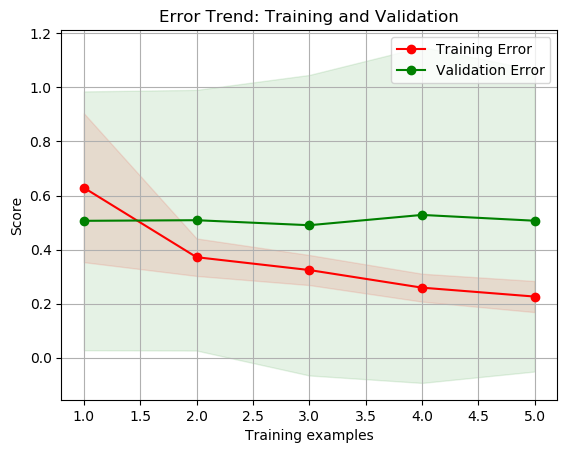 Error Trend: Training and Validation
1.2
1.0
0.8
0.6
0.4
0.2
0.0
Score
Training Error
Validation Error
1.0 1.5 2.0 2.5 3.0 3.5 4.0 4.5 5.0
Training examples